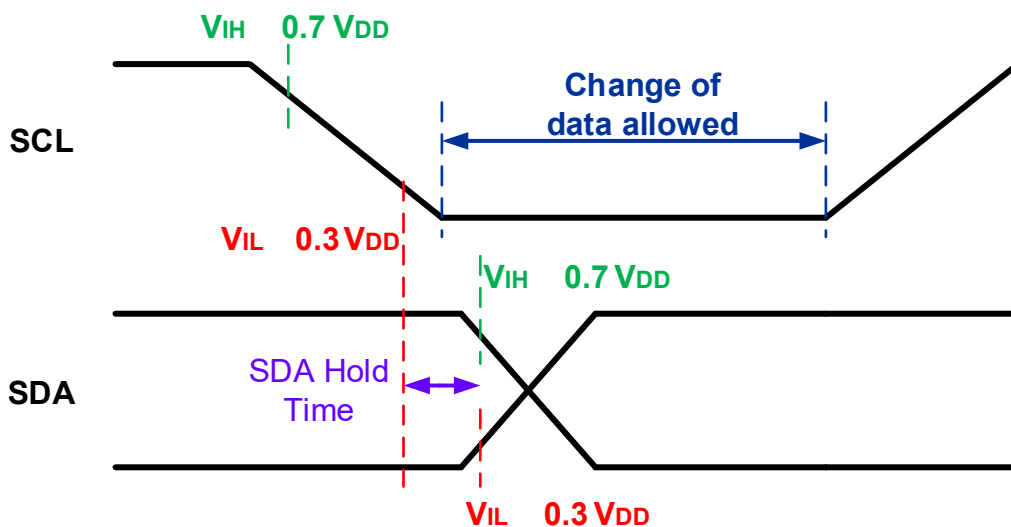 VIH 0.7 VDD
Change of
data allowed
SCL
VIL 0.3 VDD
VIH 0.7 VDD
SDA Hold
Time
SDA
VIL 0.3 VDD